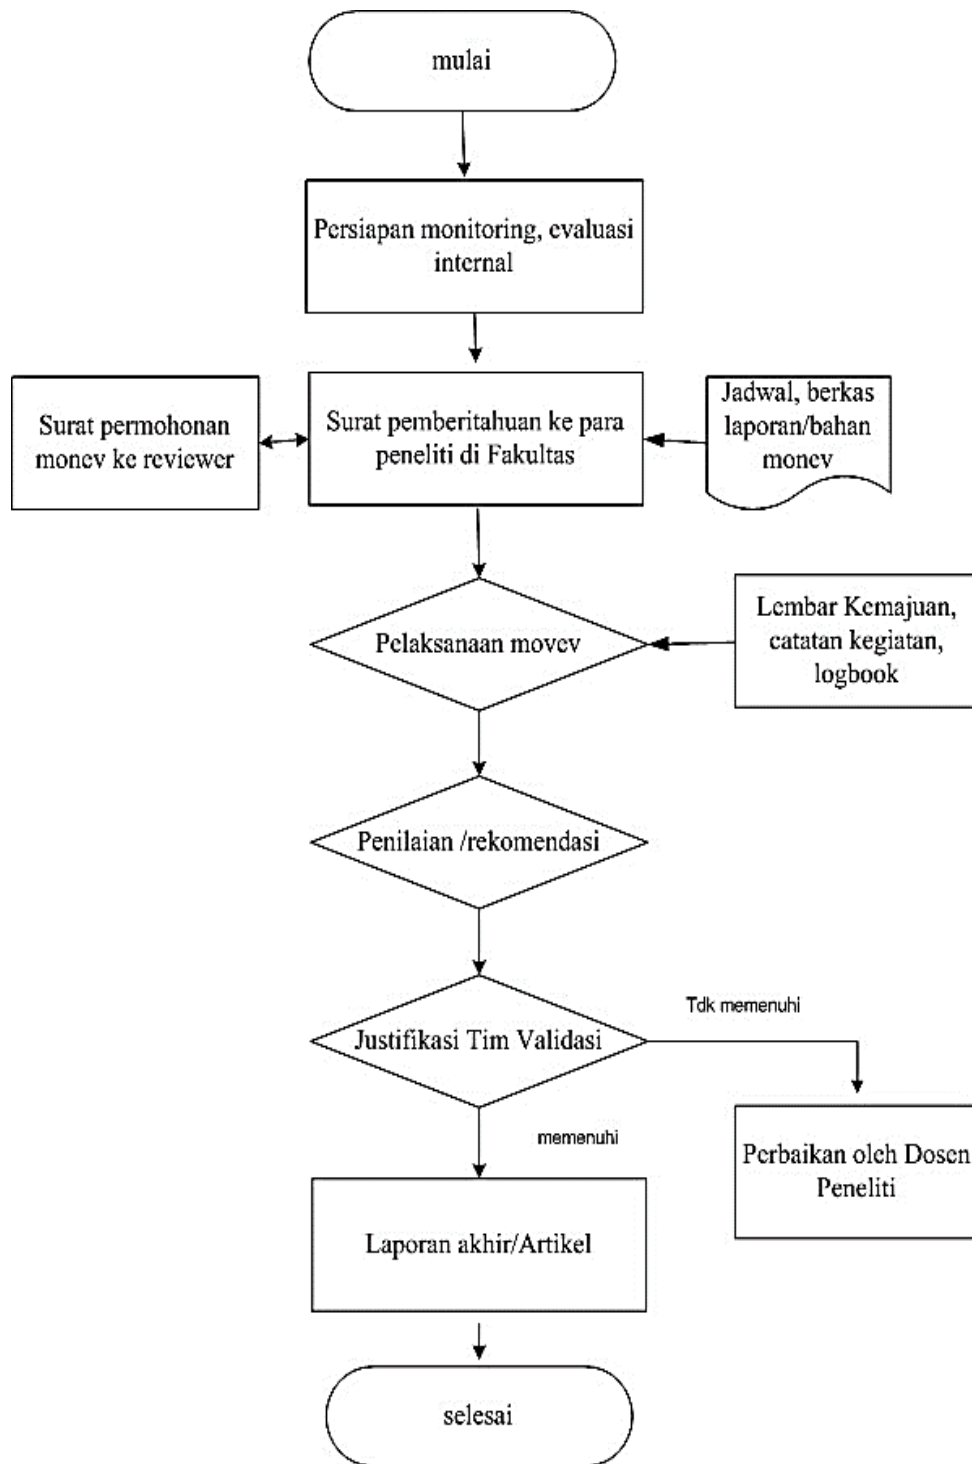 mulai
Persiapan monitoring, evaluasi
internal
Surat permohonan
monev ke reviewer
Surat pemberitahuan ke para
peneliti di Fakultas
Jadwal, berkas
laporan/bahan
monev
Pelaksanaan movev
Lembar Kemajuan,
catatan kegiatan,
logbook
Penilaian /rekomendasi
Justifikasi Tim Validasi
Tdk memenuhi
memenuhi
Perbaikan oleh Dosen
Peneliti
Laporan akhir/Artikel
selesai